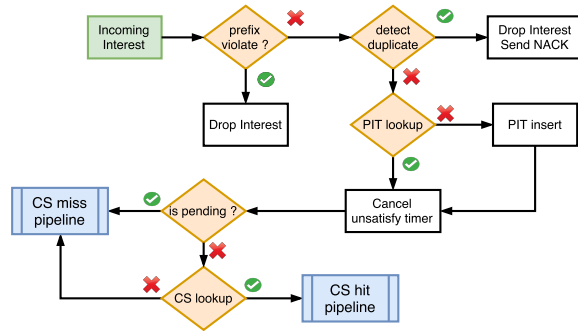 Incoming
Interest
prefix
violate ?
detect
duplicate
Drop Interest
Send NACK
Drop Interest
PIT lookup
PIT insert
CS miss
pipeline
is pending ?
Cancel
unsatisfy timer
CS lookup
CS hit
pipeline